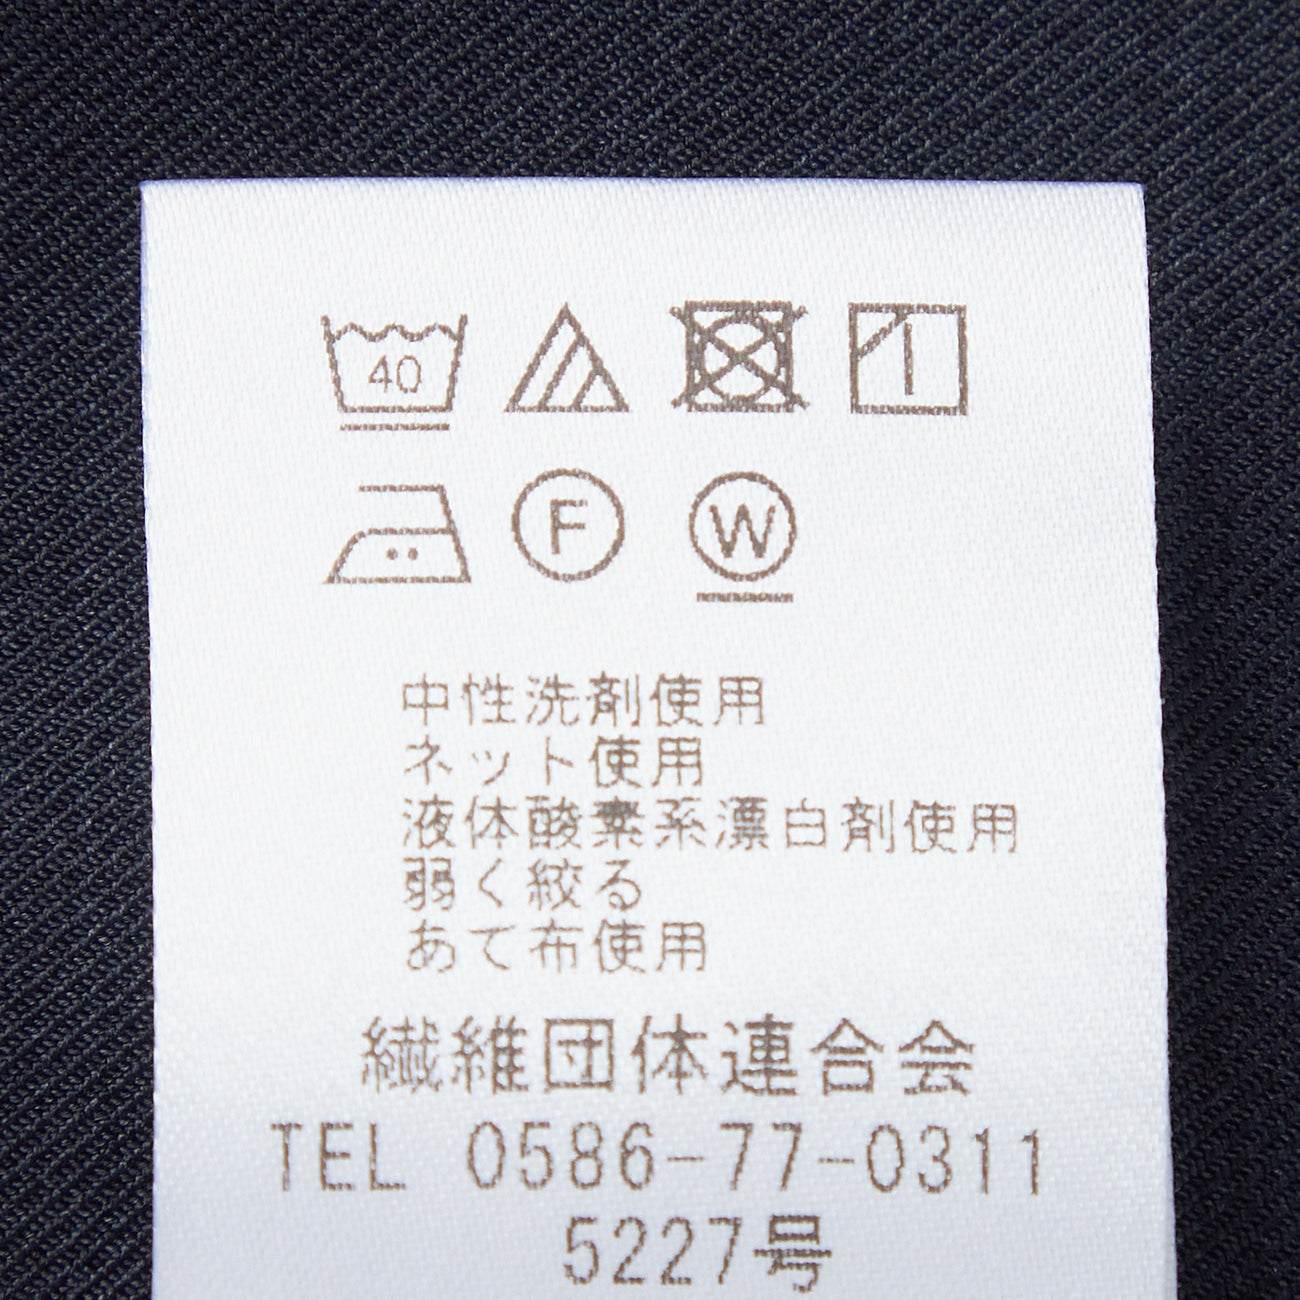 40
F W
中性洗剤使用
ネット使用
液体酸素系漂白剤使用
弱く絞る
あて布使用
繊維団体連合会
TEL 0586-77-0311
5227号